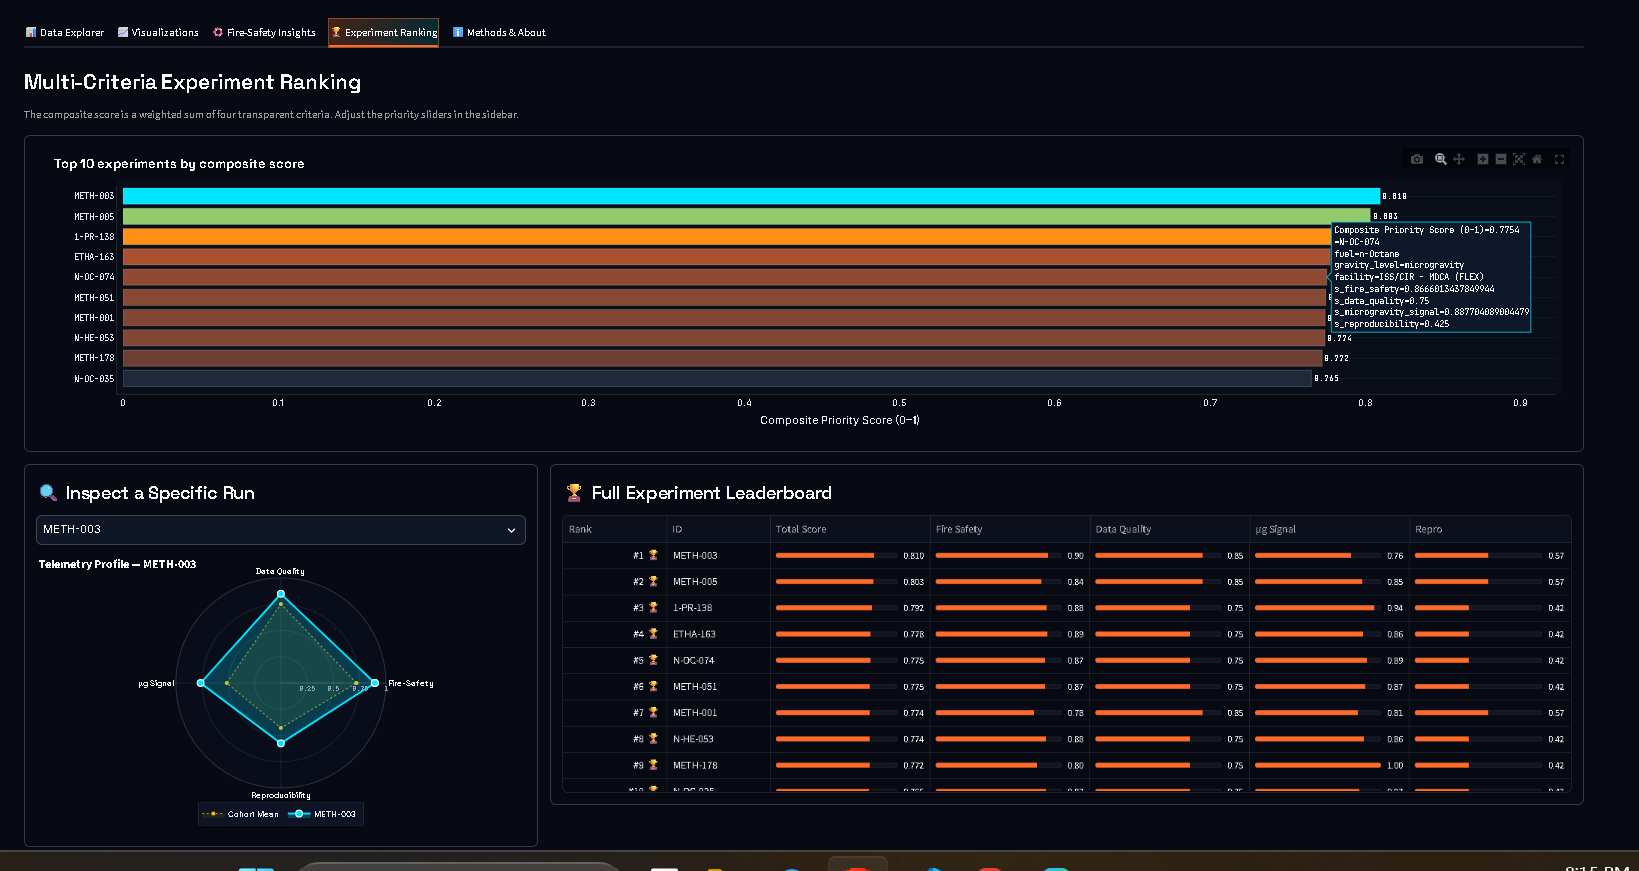 Data Explorer
Visualizations
Fire-Safety Insights
Experiment Ranking
Methods & About
Multi-Criteria Experiment Ranking
The composite score is a weighted sum of four transparent criteria. Adjust the priority sliders in the sidebar.
Top 10 experiments by composite score
METH-003
0.810
METH-005
0.803
1-PR-138
ETHA-163
N-OC-074
METH-051
METH-001
N-HE-053
0.774
METH-178
0.772
N-OC-035
0.765
Composite Priority Score (0-1)=0.7754
=N-OC-074
fuel=n-Octane
gravity_level=microgravity
facility=ISS/CIR - MDCA (FLEX)
s_fire_safety=0.8666013437849944
s_data_quality=0.75
s_microgravity_signal=0.887704089004479
s_reproducibility=0.425
0 0.1 0.2 0.3 0.4 0.5 0.6 0.7 0.8 0.9
Composite Priority Score (0-1)
Inspect a Specific Run
METH-003
Telemetry Profile — METH-003
Data Quality
µg Signal
0.25 0.5 0.75 1
Fire-Safety
Reproducibility
Cohort Mean
METH-003
Full Experiment Leaderboard
Rank ID Total Score Fire Safety Data Quality µg Signal Repro
#1 METH-003 0.810 0.90 0.85 0.76 0.57
#2 METH-005 0.803 0.84 0.85 0.85 0.57
#3 1-PR-138 0.792 0.88 0.75 0.94 0.42
#4 ETHA-163 0.778 0.89 0.75 0.86 0.42
#5 N-OC-074 0.775 0.87 0.75 0.89 0.42
#6 METH-051 0.775 0.87 0.75 0.87 0.42
#7 METH-001 0.774 0.78 0.85 0.81 0.57
#8 N-HE-053 0.774 0.88 0.75 0.86 0.42
#9 METH-178 0.772 0.80 0.75 1.00 0.42